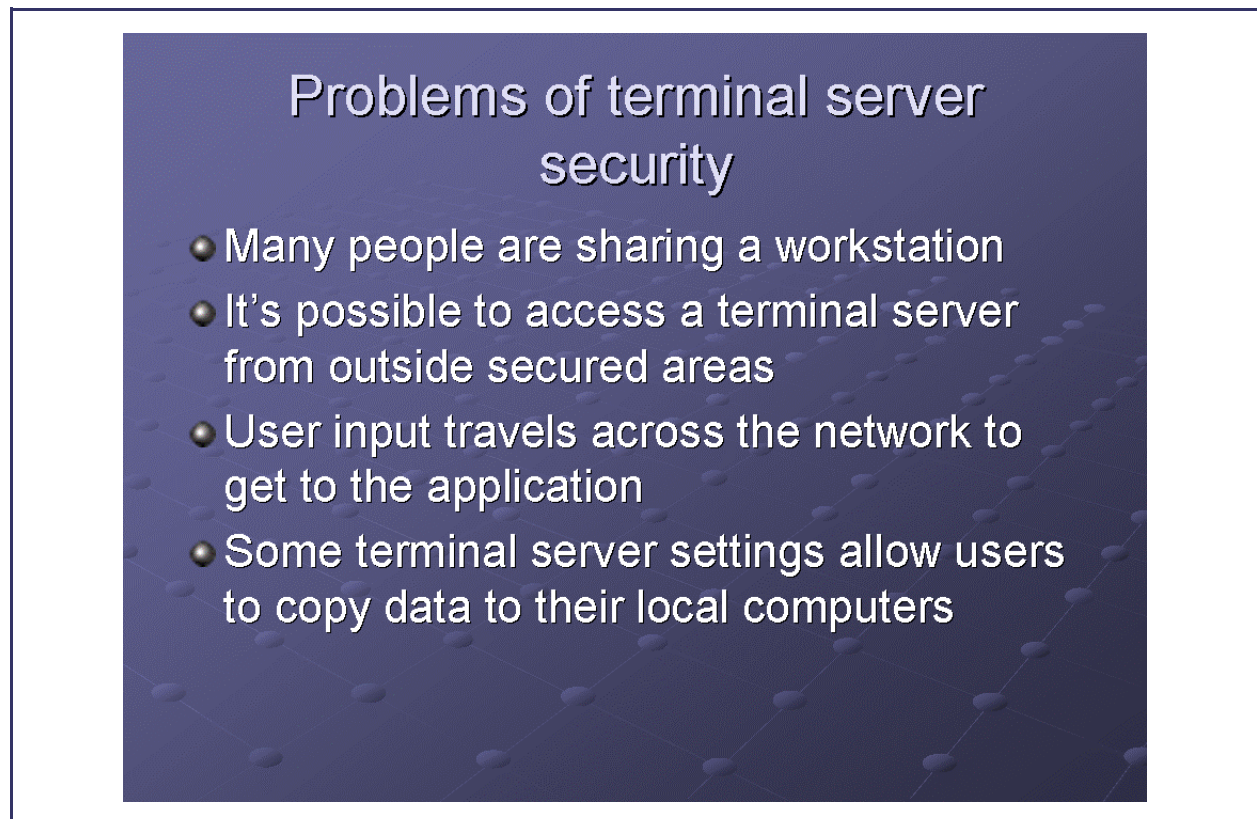 Problems of terminal server
security
Many people are sharing a workstation
It's possible to access a terminal server
from outside secured areas
User input travels across the network to
get to the application
Some terminal server settings allow users
to copy data to their local computers